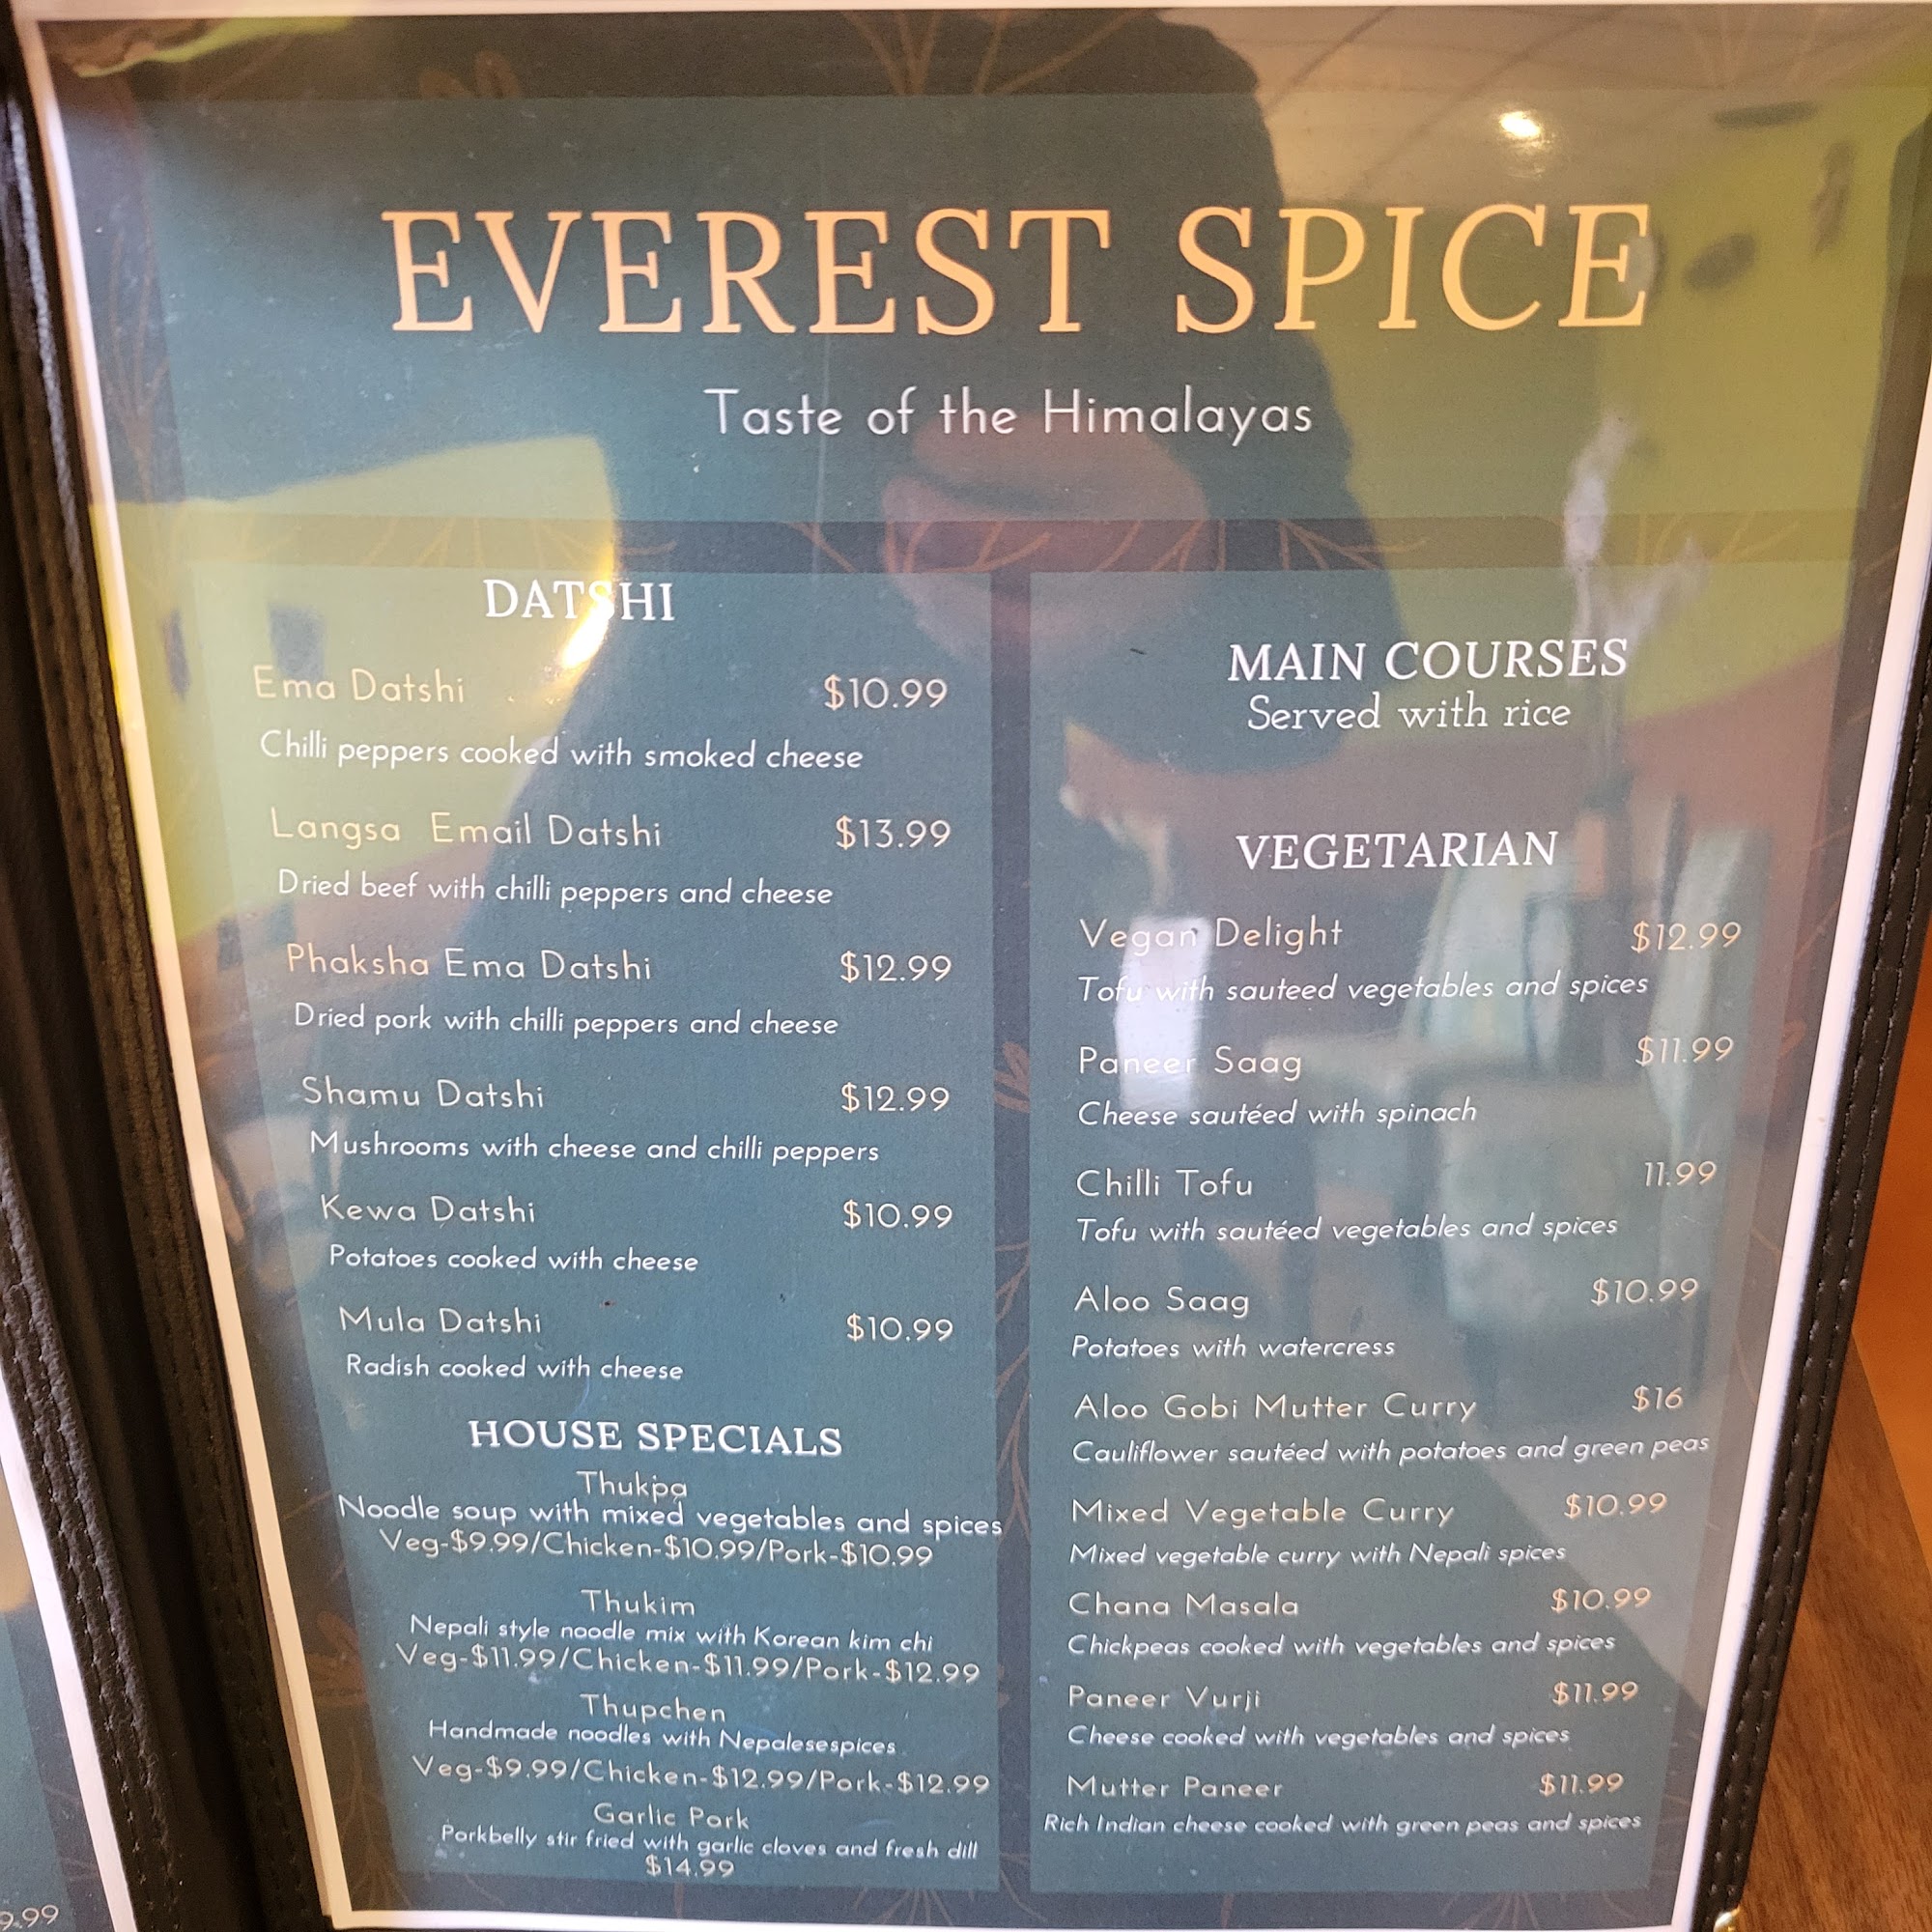 EVEREST SPICE
Taste of the Himalayas
DATSHI
Ema Datshi $10.99
Chilli peppers cooked with smoked cheese
Langsa Email Datshi $13.99
Dried beef with chilli peppers and cheese
Phaksha Ema Datshi $12.99
Dried pork with chilli peppers and cheese
Shamu Datshi $12.99
Mushrooms with cheese and chilli peppers
Kewa Datshi $10.99
Potatoes cooked with cheese
Mula Datshi $10.99
Radish cooked with cheese
HOUSE SPECIALS
Thukpa
Noodle soup with mixed vegetables and spices
Veg-$9.99/Chicken-$10.99/Pork-$10.99
Thukim
Nepali style noodle mix with Korean kim chi
Veg-$11.99/Chicken-$11.99/Pork-$12.99
Thupchen
Handmade noodles with Nepalesespices
Veg-$9.99/Chicken-$12.99/Pork-$12.99
Garlic Pork
Porkbelly stir fried with garlic cloves and fresh dill
$14.99
MAIN COURSES
Served with rice
VEGETARIAN
Vegan Delight $12.99
Tofu with sauteed vegetables and spices
Paneer Saag $11.99
Cheese sautéed with spinach
Chilli Tofu 11.99
Tofu with sautéed vegetables and spices
Aloo Saag $10.99
Potatoes with watercress
Aloo Gobi Mutter Curry $16
Cauliflower sautéed with potatoes and green peas
Mixed Vegetable Curry $10.99
Mixed vegetable curry with Nepali spices
Chana Masala $10.99
Chickpeas cooked with vegetables and spices
Paneer Vurji $11.99
Cheese cooked with vegetables and spices
Mutter Paneer $11.99
Rich Indian cheese cooked with green peas and spices
9.99